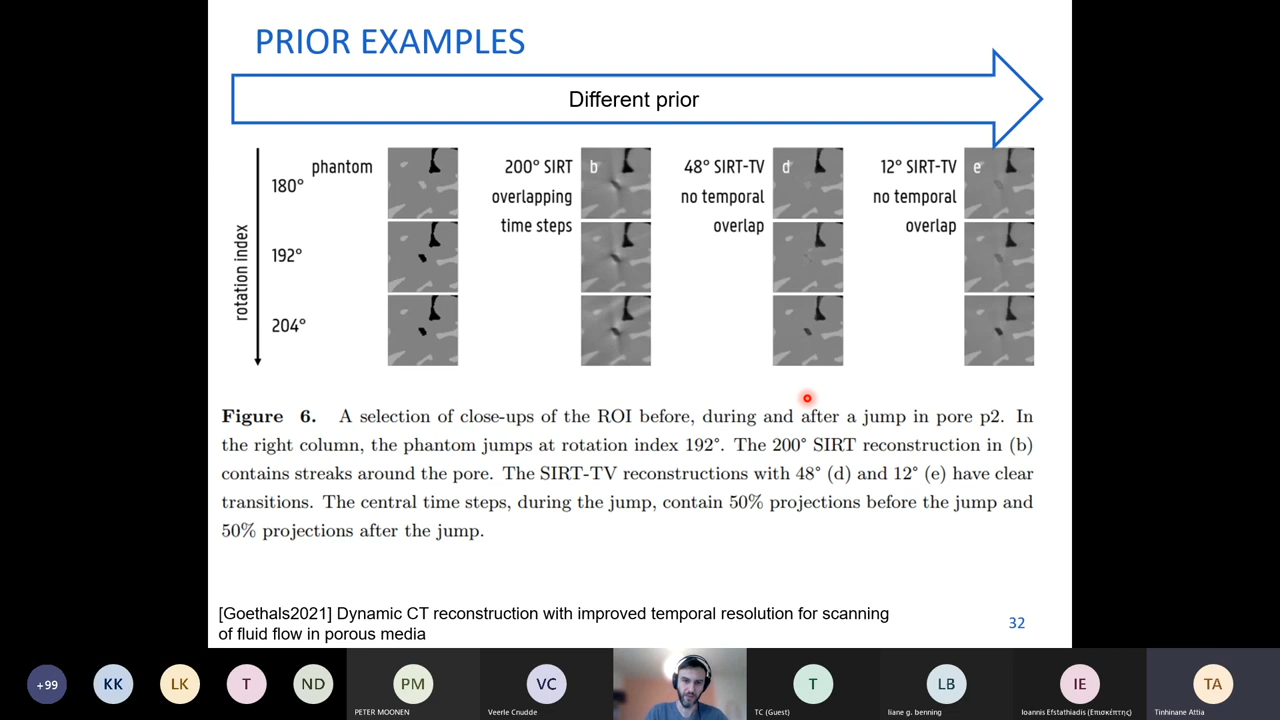 PRIOR EXAMPLES
Different prior
rotation index
180°
192°
204°
phantom
200° SIRT
overlapping
time steps
b
48° SIRT-TV
no temporal
overlap
d
12° SIRT-TV
no temporal
overlap
e
Figure 6. A selection of close-ups of the ROI before, during and after a jump in pore p2. In
the right column, the phantom jumps at rotation index 192°. The 200° SIRT reconstruction in (b)
contains streaks around the pore. The SIRT-TV reconstructions with 48° (d) and 12° (e) have clear
transitions. The central time steps, during the jump, contain 50% projections before the jump and
50% projections after the jump.
[Goethals2021] Dynamic CT reconstruction with improved temporal resolution for scanning
of fluid flow in porous media
32
+99
KK
LK
T
ND
PM
PETER MOONEN
VC
Veerle Cnudde
T
TC (Guest)
LB
liane g. benning
IE
Ioannis Efstathiadis (Επισκέπτης)
TA
Tinhinane Attia